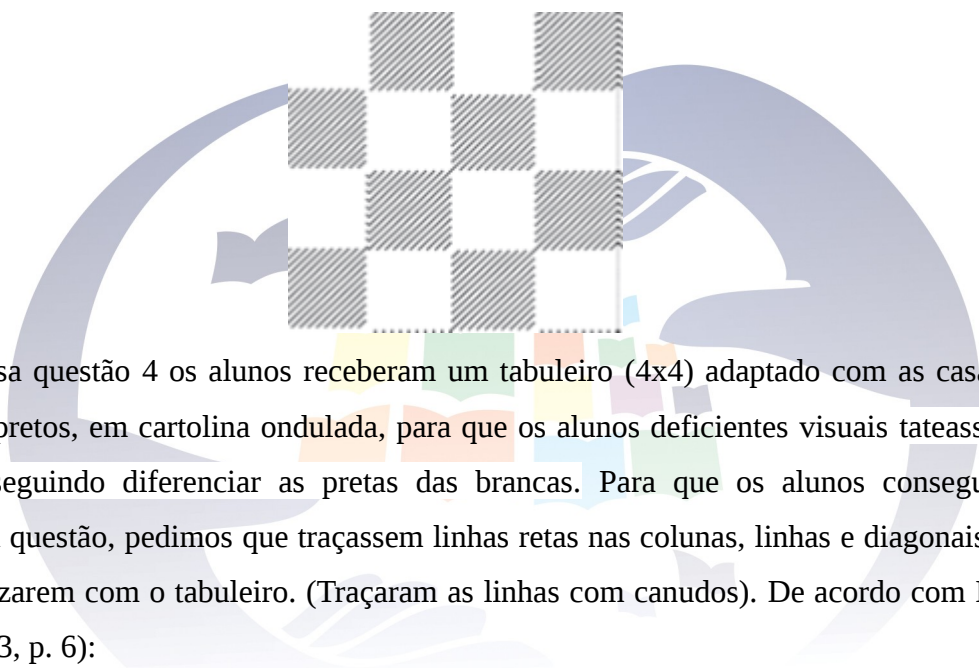 sa questão 4 os alunos receberam um tabuleiro (4x4) adaptado com as casa
pretos, em cartolina ondulada, para que os alunos deficientes visuais tateass
seguindo diferenciar as pretas das brancas. Para que os alunos consegu
questão, pedimos que traçassem linhas retas nas colunas, linhas e diagonais
zarem com o tabuleiro. (Traçaram as linhas com canudos). De acordo com
3, p. 6):